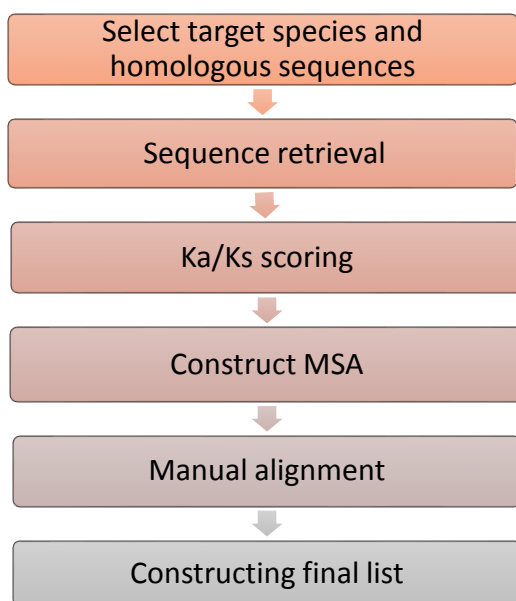 Select target species and
homologous sequences
Sequence retrieval
Ka/Ks scoring
Construct MSA
Manual alignment
Constructing final list